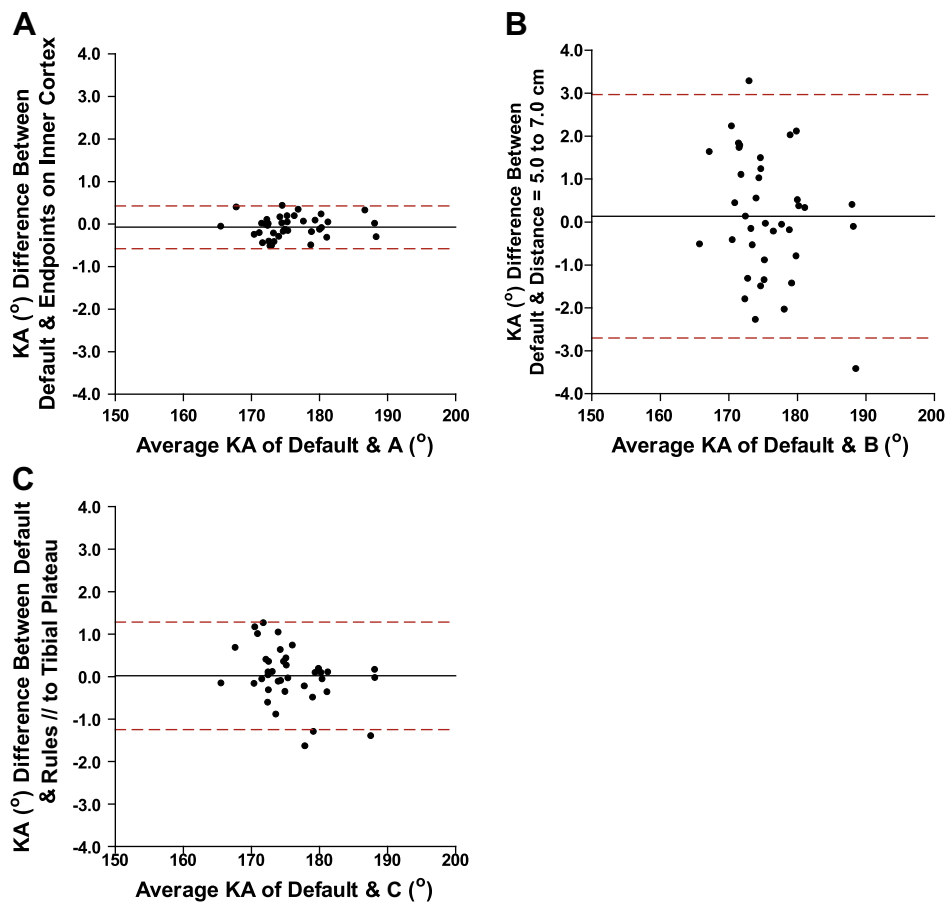 A
KA (°) Difference Between
Default & Endpoints on Inner Cortex
4.0
3.0
2.0
1.0
0.0
-1.0
-2.0
-3.0
-4.0
150 160 170 180 190 200
Average KA of Default & A (°)
B
KA (°) Difference Between
Default & Distance = 5.0 to 7.0 cm
4.0
3.0
2.0
1.0
0.0
-1.0
-2.0
-3.0
-4.0
150 160 170 180 190 200
Average KA of Default & B (°)
C
KA (°) Difference Between Default
& Rules // to Tibial Plateau
4.0
3.0
2.0
1.0
0.0
-1.0
-2.0
-3.0
-4.0
150 160 170 180 190 200
Average KA of Default & C (°)